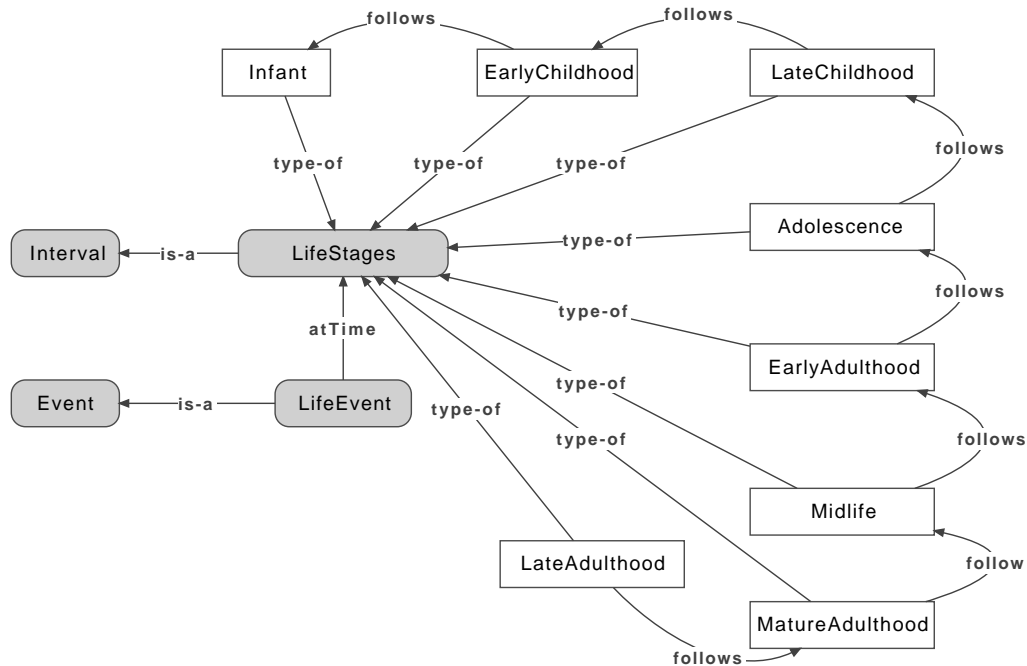 follows
follows
Infant
EarlyChildhood
LateChildhood
follows
type-of
type-of
type-of
Adolescence
type-of
Interval
is-a
LifeStages
follows
type-of
atTime
EarlyAdulthood
type-of
Event
is-a
LifeEvent
type-of
type-of
follows
Midlife
LateAdulthood
follow
MatureAdulthood
follows